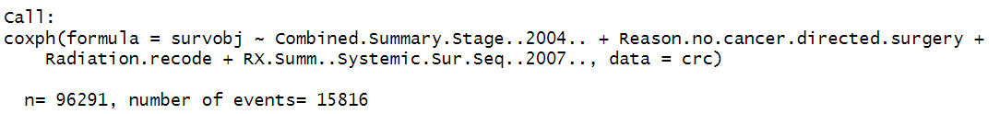 Call:
coxph(formula = survobj ~ Combined.Summary.Stage..2004.. + Reason.no.cancer.directed.surgery +
    Radiation.recode + RX.Summ..Systemic.Sur.Seq..2007.., data = crc)
  n= 96291, number of events= 15816